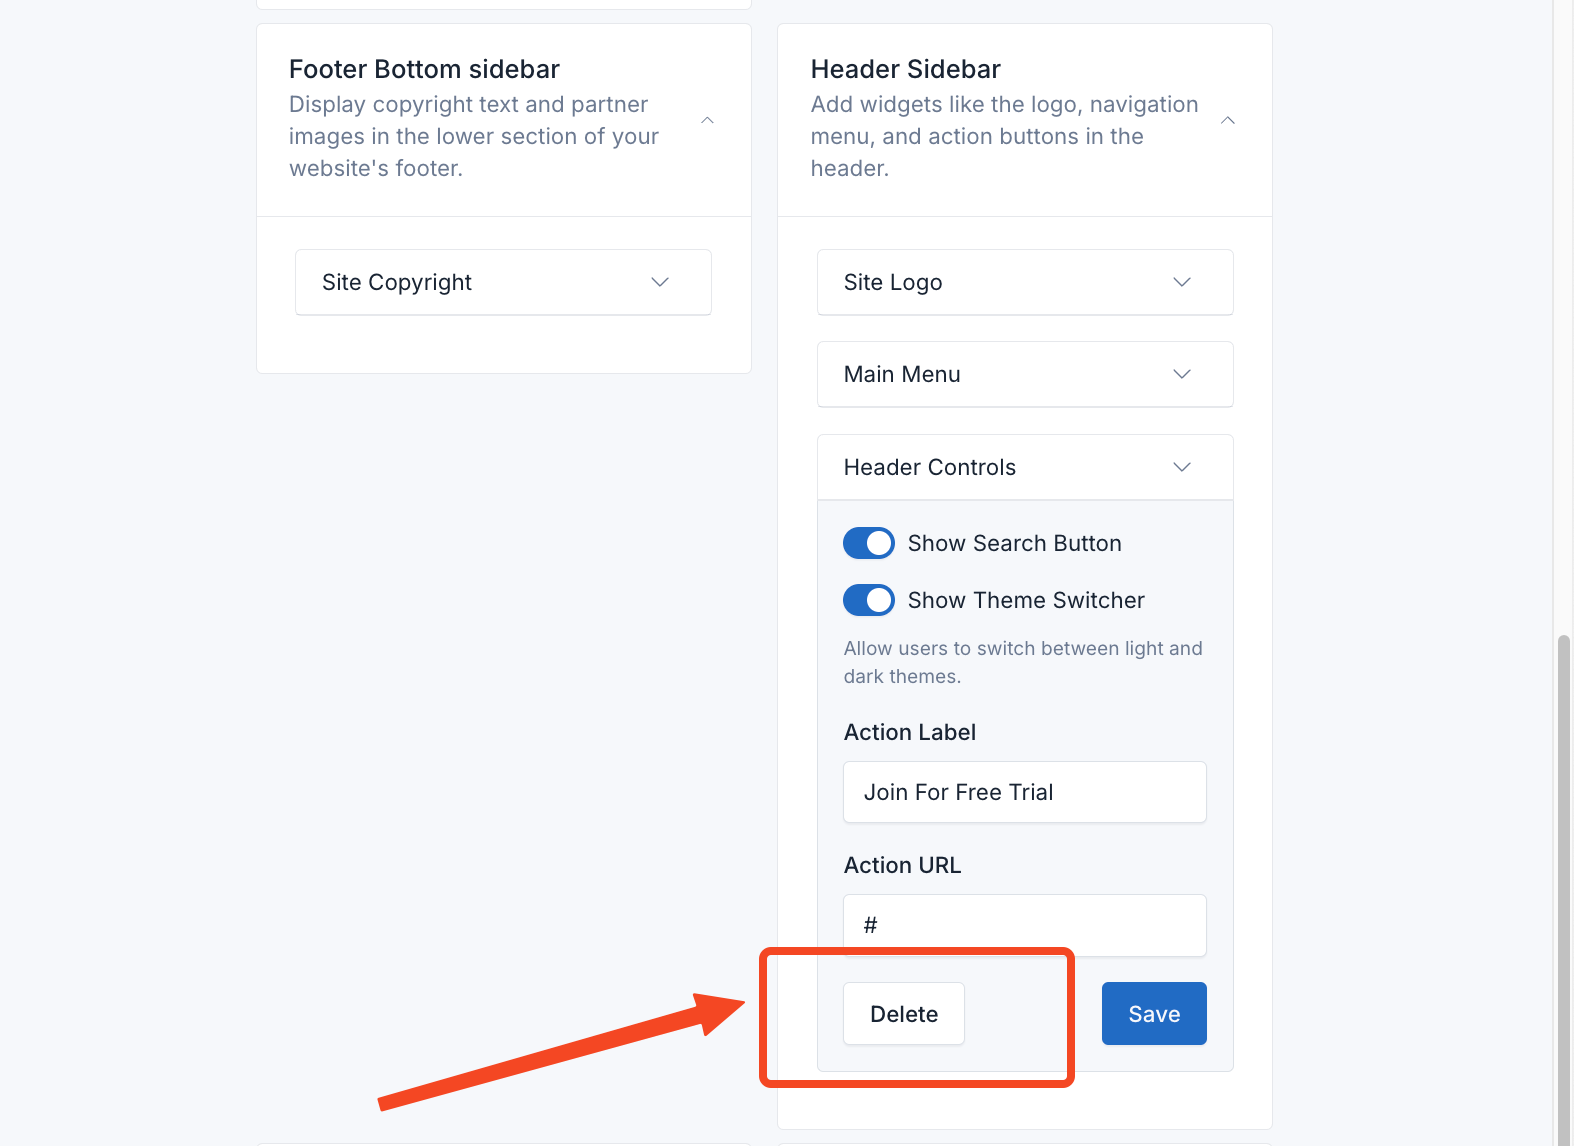 Footer Bottom sidebar
Display copyright text and partner
images in the lower section of your
website's footer.
Site Copyright
Header Sidebar
Add widgets like the logo, navigation
menu, and action buttons in the
header.
Site Logo
Main Menu
Header Controls
Show Search Button
Show Theme Switcher
Allow users to switch between light and
dark themes.
Action Label
Join For Free Trial
Action URL
#
Delete
Save